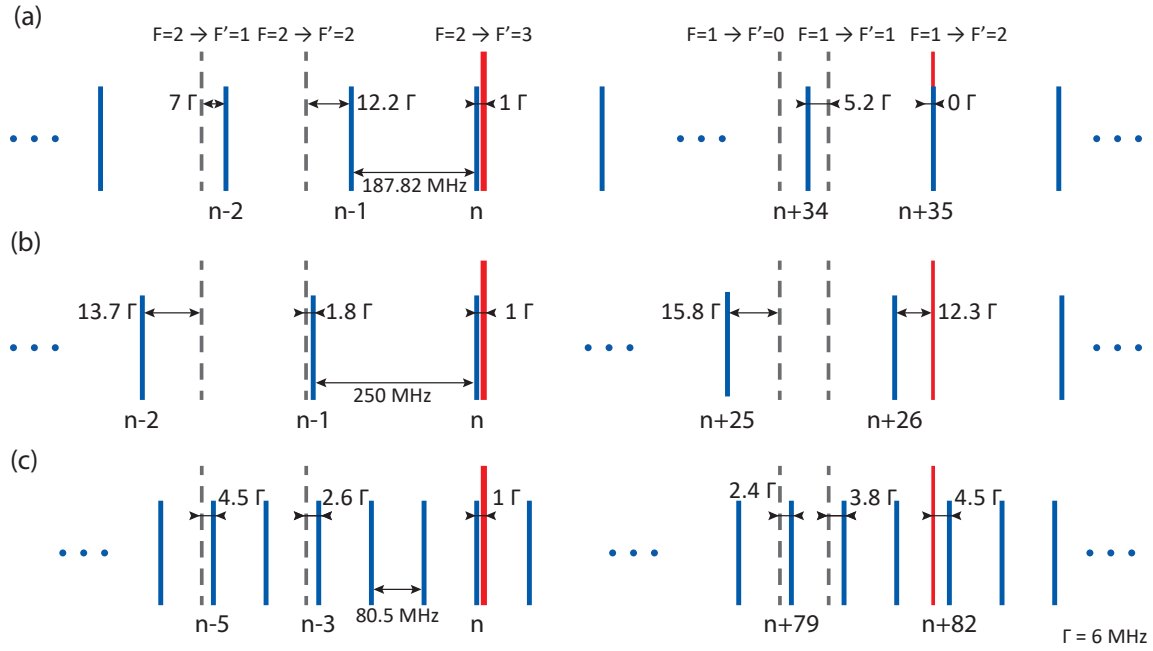 (a)
F=2 → F'=1 F=2 → F'=2 F=2 → F'=3 F=1 → F'=0 F=1 → F'=1 F=1 → F'=2
7 Γ 12.2 Γ 1 Γ 5.2 Γ 0 Γ
187.82 MHz
n-2 n-1 n n+34 n+35
(b)
13.7 Γ 1.8 Γ 1 Γ 15.8 Γ 12.3 Γ
250 MHz
n-2 n-1 n n+25 n+26
(c)
4.5 Γ 2.6 Γ 1 Γ 2.4 Γ 3.8 Γ 4.5 Γ
80.5 MHz
n-5 n-3 n n+79 n+82
Γ = 6 MHz